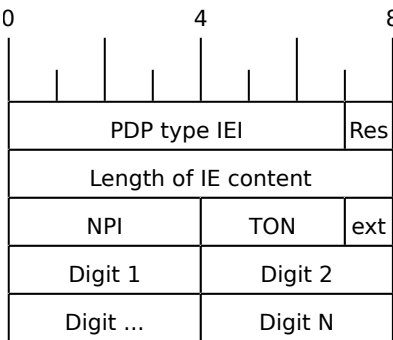 0 4 8
PDP type IEI Res
Length of IE content
NPI TON ext
Digit 1 Digit 2
Digit ... Digit N